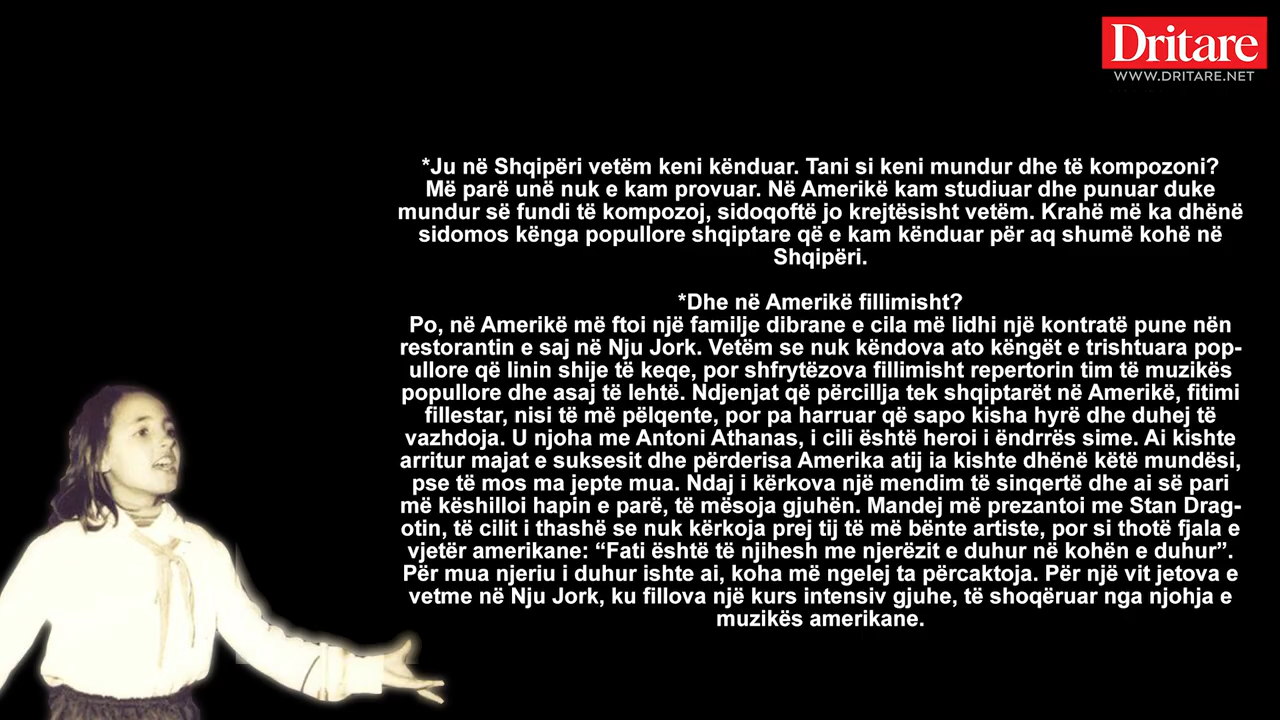 Dritare
WWW.DRITARE.NET
*Ju në Shqipëri vetëm keni kënduar. Tani si keni mundur dhe të kompozoni?
Më parë unë nuk e kam provuar. Në Amerikë kam studiuar dhe punuar duke
mundur së fundi të kompozoj, sidoqoftë jo krejtësisht vetëm. Krahë më ka dhënë
sidomos kënga popullore shqiptare që e kam kënduar për aq shumë kohë në
Shqipëri.
*Dhe në Amerikë fillimisht?
Po, në Amerikë më ftoi një familje dibrane e cila më lidhi një kontratë pune nën
restorantin e saj në Nju Jork. Vetëm se nuk këndova ato këngët e trishtuara pop-
ullore që linin shije të keqe, por shfrytëzova fillimisht repertorin tim të muzikës
popullore dhe asaj të lehtë. Ndjenjat që përcillja tek shqiptarët në Amerikë, fitimi
fillestar, nisi të më pëlqente, por pa harruar që sapo kisha hyrë dhe duhej të
vazhdoja. U njoha me Antoni Athanas, i cili është heroi i ëndrrës sime. Ai kishte
arritur majat e suksesit dhe përderisa Amerika atij ia kishte dhënë këtë mundësi,
pse të mos ma jepte mua. Ndaj i kërkova një mendim të sinqertë dhe ai së pari
më këshilloi hapin e parë, të mësoja gjuhën. Mandej më prezantoi me Stan Drag-
otin, të cilit i thashë se nuk kërkoja prej tij të më bënte artiste, por si thotë fjala e
vjetër amerikane: “Fati është të njihesh me njerëzit e duhur në kohën e duhur”.
Për mua njeriu i duhur ishte ai, koha më ngelej ta përcaktoja. Për një vit jetova e
vetme në Nju Jork, ku fillova një kurs intensiv gjuhe, të shoqëruar nga njohja e
muzikës amerikane.